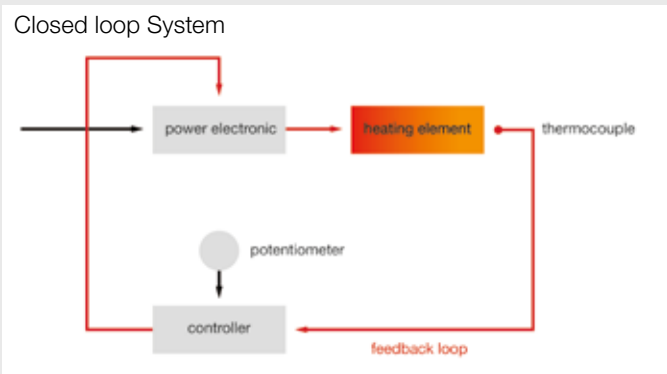 Closed loop System
power electronic
heating element
thermocouple
potentiometer
controller
feedback loop